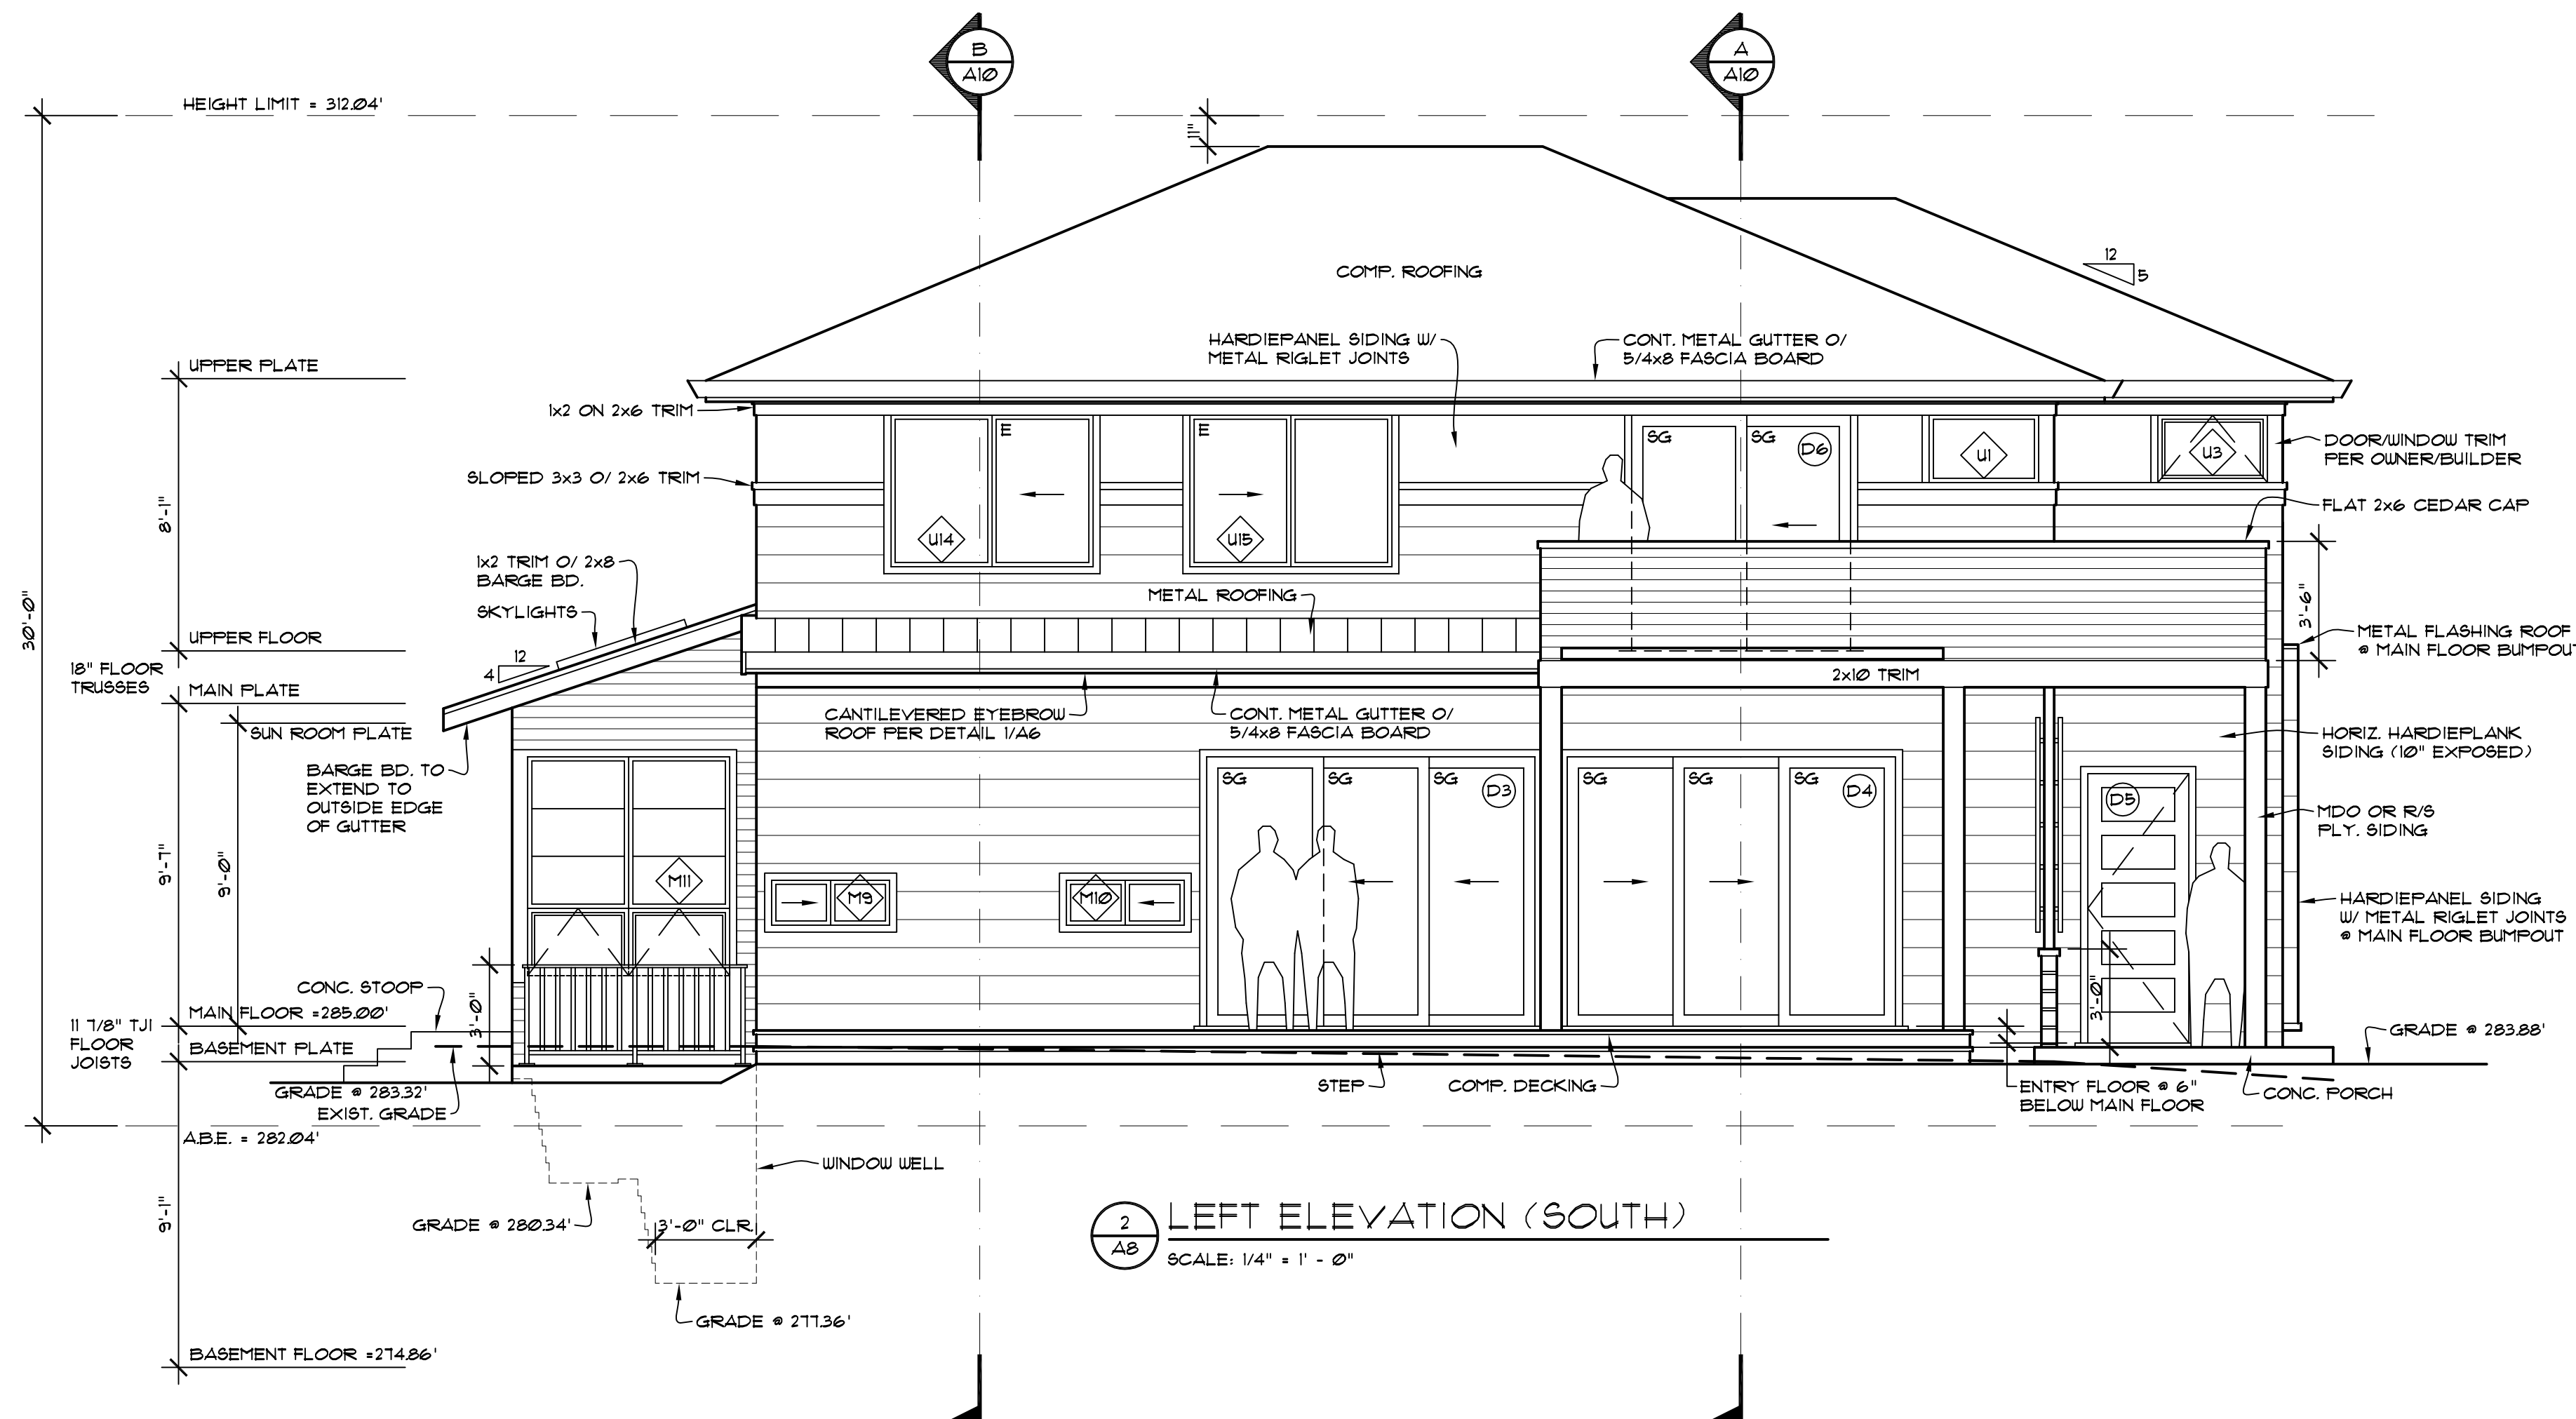 B
A10
A
A10
HEIGHT LIMIT = 312.04'
11"
COMP. ROOFING
12
5
HARDIEPANEL SIDING W/
METAL RIGLET JOINTS
CONT. METAL GUTTER O/
5/4x8 FASCIA BOARD
UPPER PLATE
1x2 ON 2x6 TRIM
E
E
SG
SG
D6
U1
U3
DOOR/WINDOW TRIM
PER OWNER/BUILDER
SLOPED 3x3 O/ 2x6 TRIM
FLAT 2x6 CEDAR CAP
8'-1"
U14
U15
1x2 TRIM O/ 2x8
BARGE BD.
SKYLIGHTS
METAL ROOFING
3'-6"
30'-0"
UPPER FLOOR
METAL FLASHING ROOF
@ MAIN FLOOR BUMPOUT
12
4
18" FLOOR
TRUSSES
MAIN PLATE
2x10 TRIM
SUN ROOM PLATE
CANTILEVERED EYEBROW
ROOF PER DETAIL 1/A6
CONT. METAL GUTTER O/
5/4x8 FASCIA BOARD
HORIZ. HARDIEPLANK
SIDING (10" EXPOSED)
BARGE BD. TO
EXTEND TO
OUTSIDE EDGE
OF GUTTER
SG
SG
SG
D3
SG
SG
SG
D4
D5
MDO OR R/S
PLY. SIDING
9'-7"
9'-0"
M11
M9
M10
HARDIEPANEL SIDING
W/ METAL RIGLET JOINTS
@ MAIN FLOOR BUMPOUT
CONC. STOOP
3'-0"
3'-0"
MAIN FLOOR =285.00'
11 7/8" TJI
FLOOR
JOISTS
BASEMENT PLATE
GRADE @ 283.88'
GRADE @ 283.32'
EXIST. GRADE
STEP
COMP. DECKING
ENTRY FLOOR @ 6"
BELOW MAIN FLOOR
CONC. PORCH
A.B.E. = 282.04'
WINDOW WELL
9'-1"
GRADE @ 280.34'
3'-0" CLR.
2
A8
LEFT ELEVATION (SOUTH)
SCALE: 1/4" = 1' - 0"
GRADE @ 277.36'
BASEMENT FLOOR =274.86'